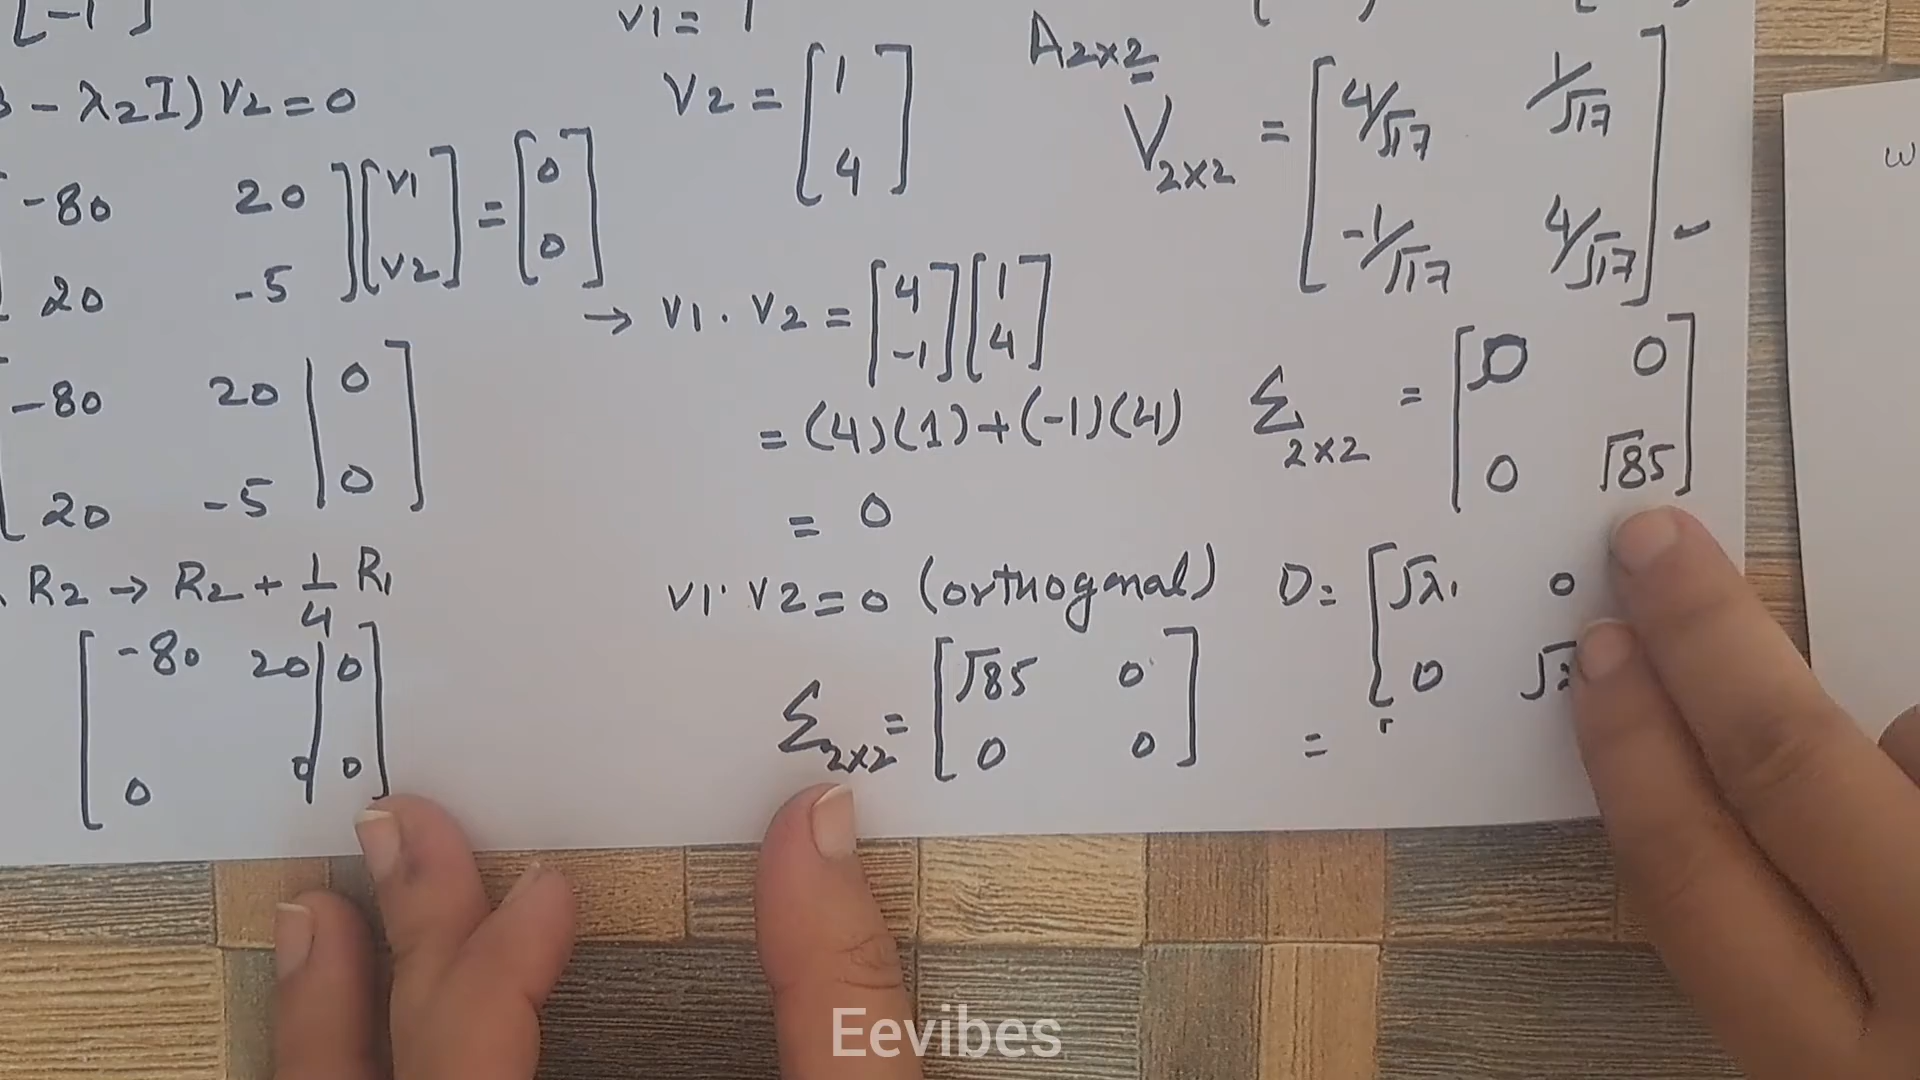 [-1]
- λ2I) V2 = 0
-80 20 ] [v1 v2] = [0 0]
20 -5
-80 20 | 0 ]
20 -5 | 0
R2 → R2 + 1/4 R1
[ -80 20 | 0 ]
0 0 | 0
V1 =
V2 = [1 4]
→ V1 . V2 = [4 -1] [1 4]
= (4)(1)+(-1)(4)
= 0
V1 . V2 = 0 (orthogonal)
Σ2x2 = [ √85 0 ]
0 0
A2x2
V2x2 = [ 4/√17 1/√17 ]
-1/√17 4/√17
Σ2x2 = [ 0 0 ]
0 √85
D = [ √λ1 0
0
=
w
Eevibes